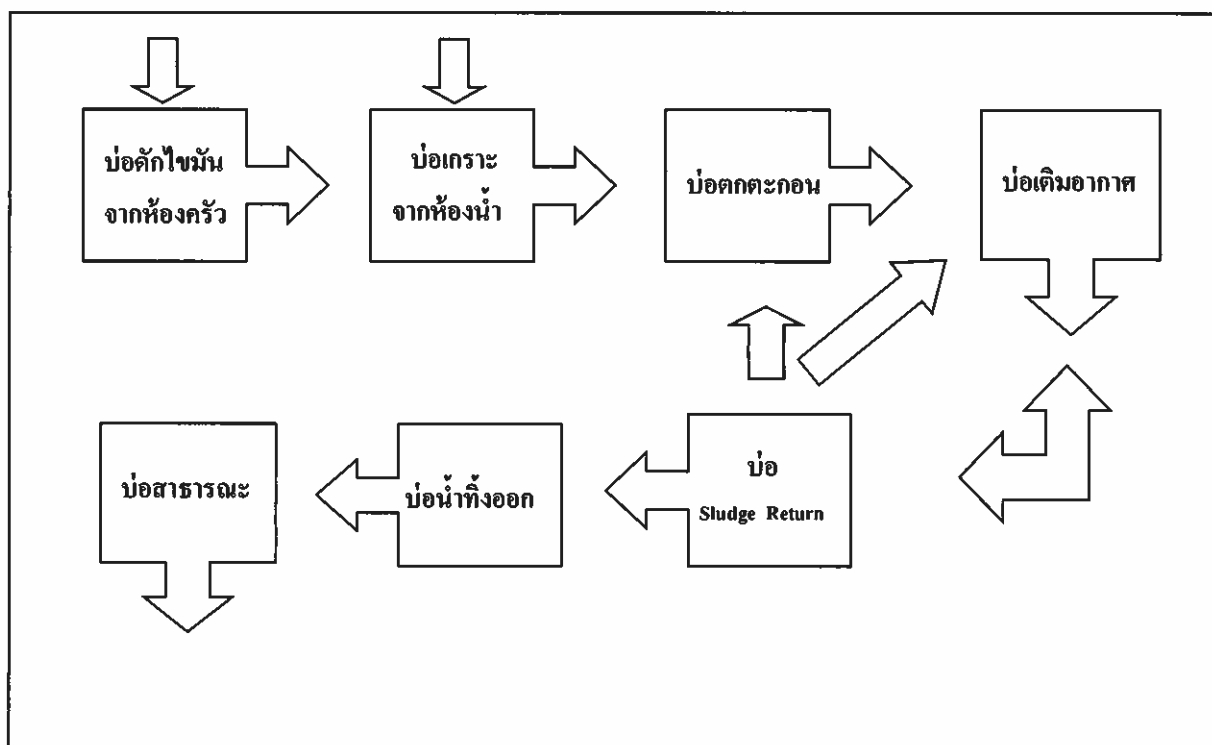 บ่อดักไขมัน
จากห้องครัว
บ่อเกราะ
จากห้องน้ำ
บ่อตกตะกอน
บ่อเติมอากาศ
บ่อสาธารณะ
บ่อน้ำทิ้งออก
บ่อ
Sludge Return